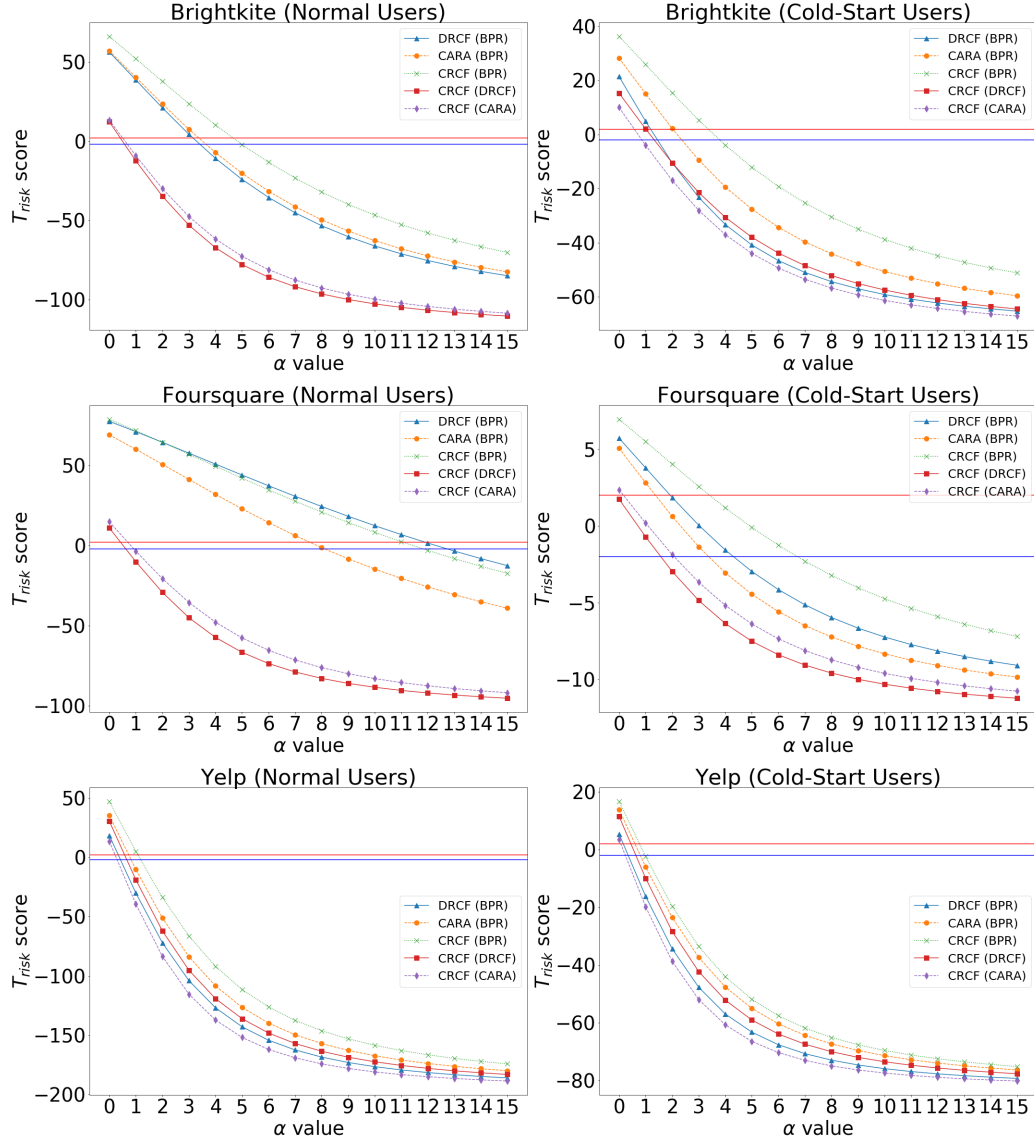 Brightkite (Normal Users)
50
0
−50
−100
T_risk score
0 1 2 3 4 5 6 7 8 9 10 11 12 13 14 15
α value
DRCF (BPR)
CARA (BPR)
CRCF (BPR)
CRCF (DRCF)
CRCF (CARA)
Brightkite (Cold-Start Users)
40
20
0
−20
−40
−60
T_risk score
0 1 2 3 4 5 6 7 8 9 10 11 12 13 14 15
α value
DRCF (BPR)
CARA (BPR)
CRCF (BPR)
CRCF (DRCF)
CRCF (CARA)
Foursquare (Normal Users)
50
0
−50
−100
T_risk score
0 1 2 3 4 5 6 7 8 9 10 11 12 13 14 15
α value
DRCF (BPR)
CARA (BPR)
CRCF (BPR)
CRCF (DRCF)
CRCF (CARA)
Foursquare (Cold-Start Users)
5
0
−5
−10
T_risk score
0 1 2 3 4 5 6 7 8 9 10 11 12 13 14 15
α value
DRCF (BPR)
CARA (BPR)
CRCF (BPR)
CRCF (DRCF)
CRCF (CARA)
Yelp (Normal Users)
50
0
−50
−100
−150
−200
T_risk score
0 1 2 3 4 5 6 7 8 9 10 11 12 13 14 15
α value
DRCF (BPR)
CARA (BPR)
CRCF (BPR)
CRCF (DRCF)
CRCF (CARA)
Yelp (Cold-Start Users)
20
0
−20
−40
−60
−80
T_risk score
0 1 2 3 4 5 6 7 8 9 10 11 12 13 14 15
α value
DRCF (BPR)
CARA (BPR)
CRCF (BPR)
CRCF (DRCF)
CRCF (CARA)